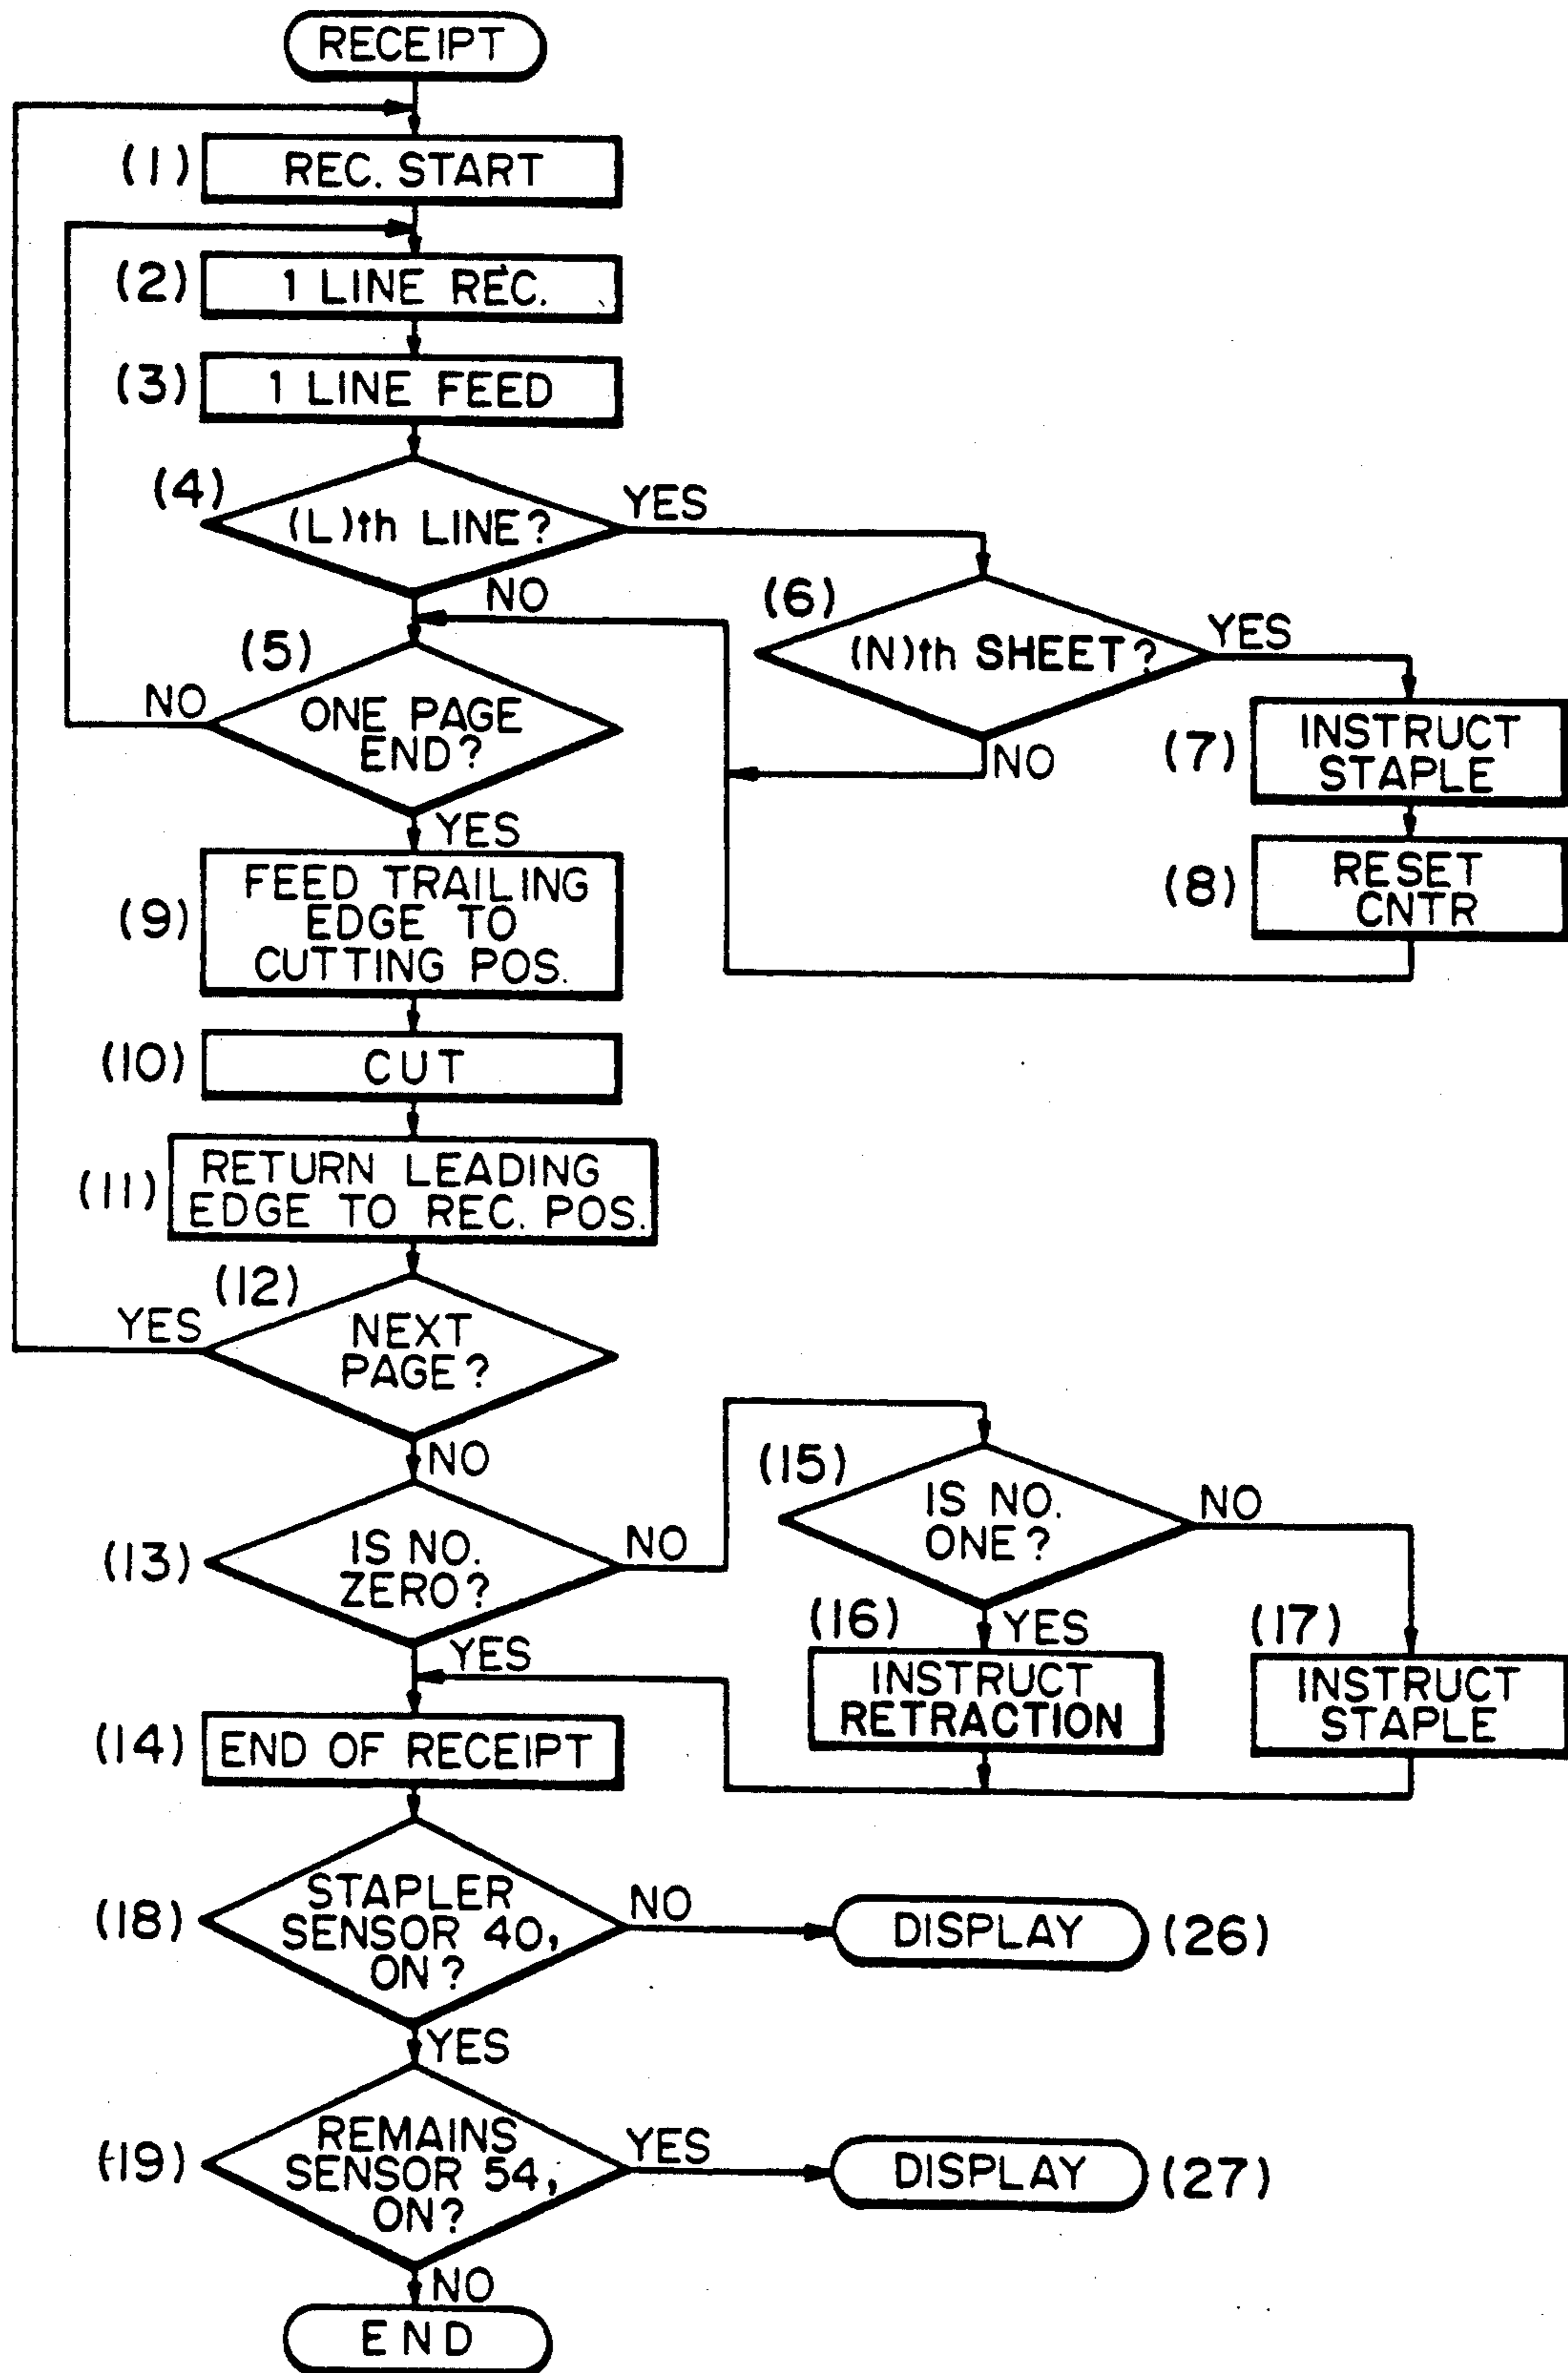 RECEIPT
(1) REC. START
(2) 1 LINE REC.
(3) 1 LINE FEED
(4) (L)th LINE?
YES
NO
(6) (N)th SHEET?
YES
NO
(5) ONE PAGE
END?
NO
YES
(7) INSTRUCT
STAPLE
(8) RESET
CNTR
(9) FEED TRAILING
EDGE TO
CUTTING POS.
(10) CUT
(11) RETURN LEADING
EDGE TO REC. POS.
(12) NEXT
PAGE?
YES
NO
(13) IS NO.
ZERO?
NO
YES
(15) IS NO.
ONE?
NO
YES
(16) INSTRUCT
RETRACTION
(17) INSTRUCT
STAPLE
(14) END OF RECEIPT
(18) STAPLER
SENSOR 40,
ON?
NO
YES
DISPLAY (26)
(19) REMAINS
SENSOR 54,
ON?
YES
NO
DISPLAY (27)
END